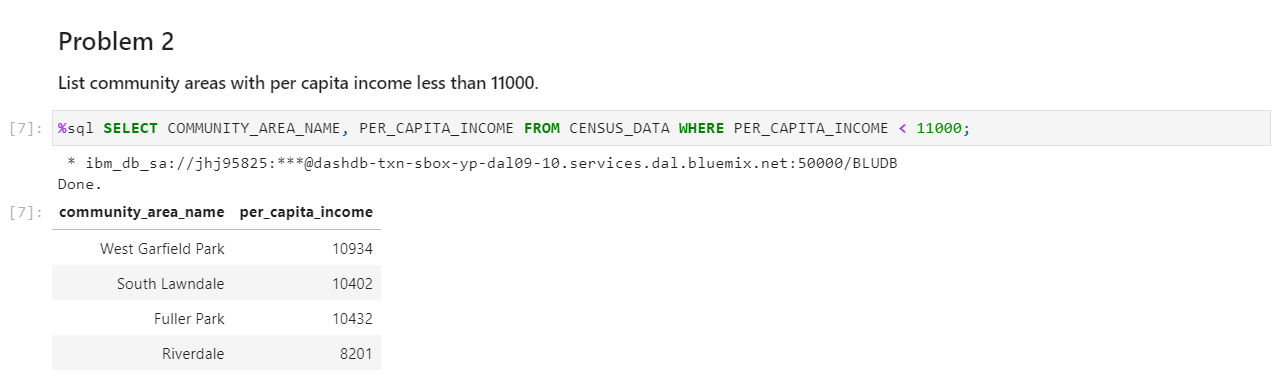 Problem 2
List community areas with per capita income less than 11000.
[7]: %sql SELECT COMMUNITY_AREA_NAME, PER_CAPITA_INCOME FROM CENSUS_DATA WHERE PER_CAPITA_INCOME < 11000;
* ibm_db_sa://jhj95825:***@dashdb-txn-sbox-yp-dal09-10.services.dal.bluemix.net:50000/BLUDB
Done.
[7]: community_area_name per_capita_income
West Garfield Park 10934
South Lawndale 10402
Fuller Park 10432
Riverdale 8201